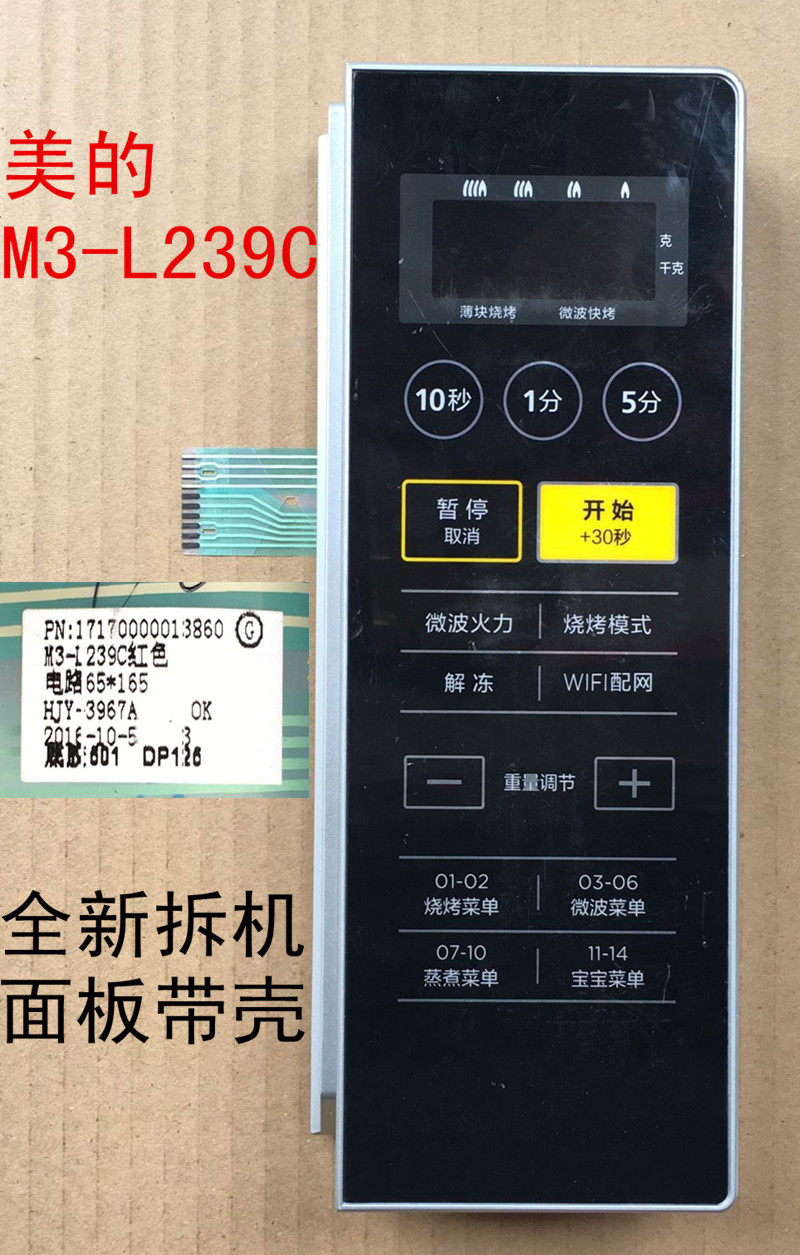 美的
M3-L239C
克
千克
薄块烧烤 微波快烤
10秒 1分 5分
暂停 开始
取消 +30秒
微波火力 烧烤模式
解冻 WIFI配网
重量调节
01-02 03-06
烧烤菜单 微波菜单
07-10 11-14
蒸煮菜单 宝宝菜单
PN:17170000013860 G
M3-L239C红色
电路65*165
HJY-3967A OK
DP126
全新拆机
面板带壳